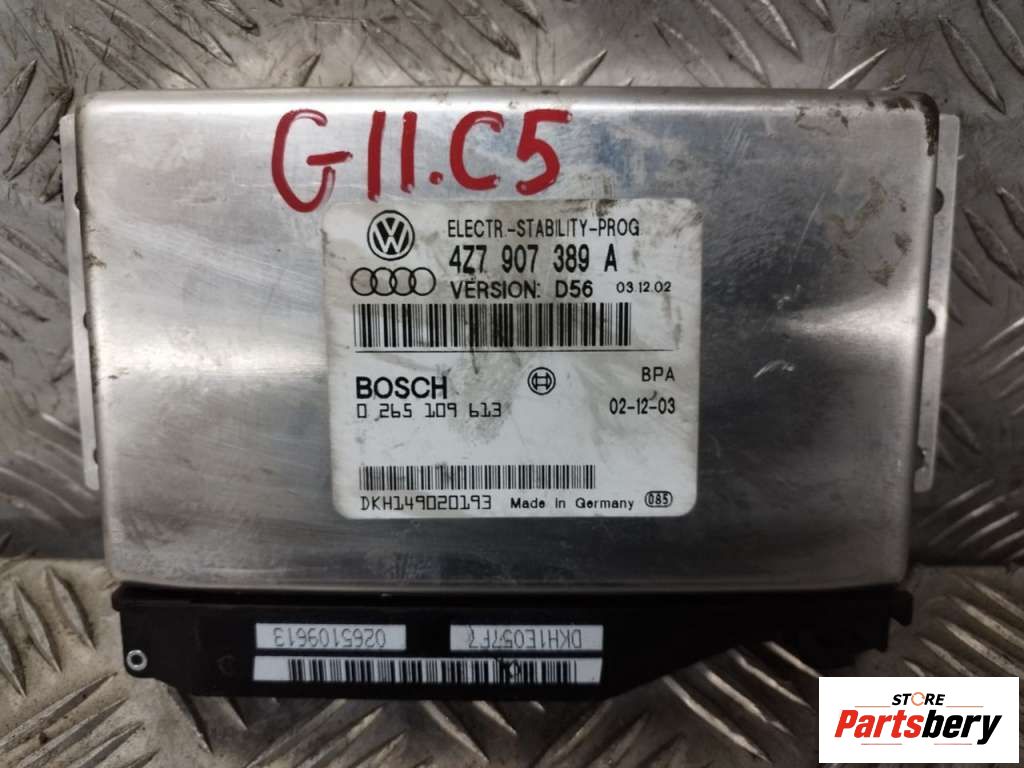 G11.C5
ELECTR.-STABILITY-PROG
4Z7 907 389 A
VERSION: D56 03.12.02
BOSCH BPA
0 265 109 613 02-12-03
DKH149020193 Made in Germany 085
0265109613 DKH1E057F7
STORE
Partsbery